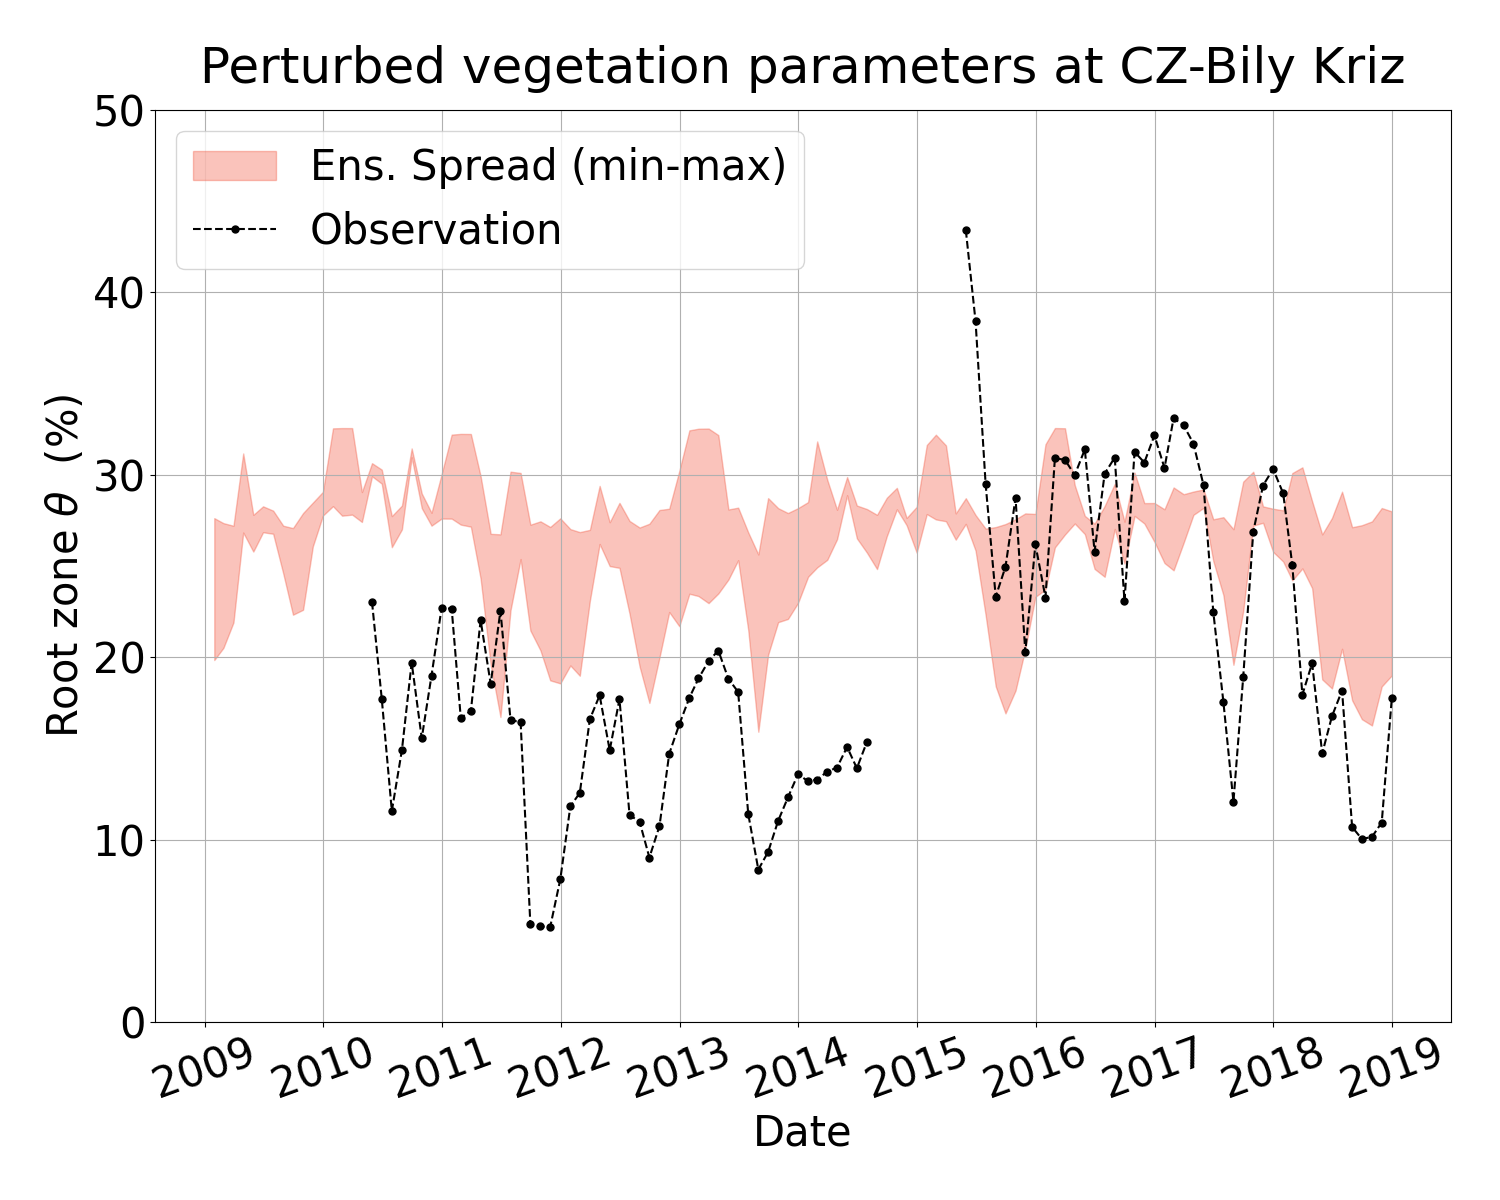 Perturbed vegetation parameters at CZ-Bily Kriz
50
40
30
20
10
0
Root zone θ (%)
Ens. Spread (min-max)
Observation
2009 2010 2011 2012 2013 2014 2015 2016 2017 2018 2019
Date